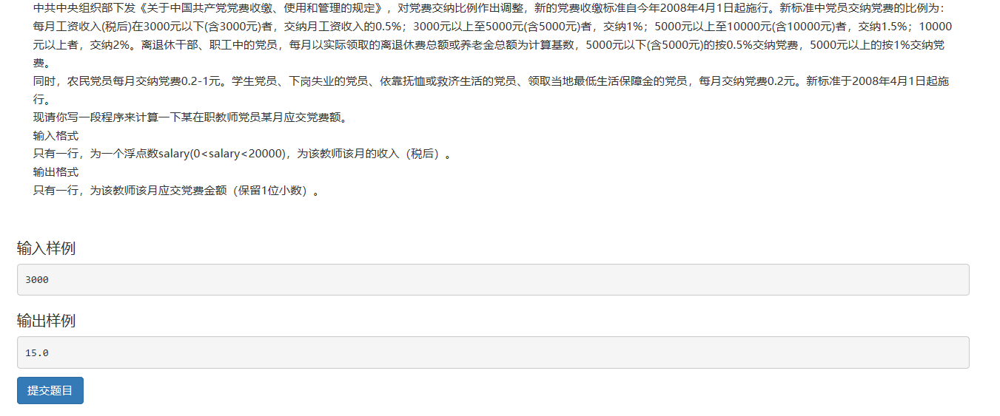 中共中央组织部下发《关于中国共产党党费收缴、使用和管理的规定》，对党费交纳比例作出调整，新的党费收缴标准自今年2008年4月1日起施行。新标准中党员交纳党费的比例为：
每月工资收入(税后)在3000元以下(含3000元)者，交纳月工资收入的0.5%；3000元以上至5000元(含5000元)者，交纳1%；5000元以上至10000元(含10000元)者，交纳1.5%；10000
元以上者，交纳2%。离退休干部、职工中的党员，每月以实际领取的离退休费总额或养老金总额为计算基数，5000元以下(含5000元)的按0.5%交纳党费，5000元以上的按1%交纳党
费。
同时，农民党员每月交纳党费0.2-1元。学生党员、下岗失业的党员、依靠抚恤或救济生活的党员、领取当地最低生活保障金的党员，每月交纳党费0.2元。新标准于2008年4月1日起施
行。
现请你写一段程序来计算一下某在职教师党员某月应交党费额。
输入格式
只有一行，为一个浮点数salary(0<salary<20000)，为该教师该月的收入（税后）。
输出格式
只有一行，为该教师该月应交党费金额（保留1位小数）。
输入样例
3000
输出样例
15.0
提交题目